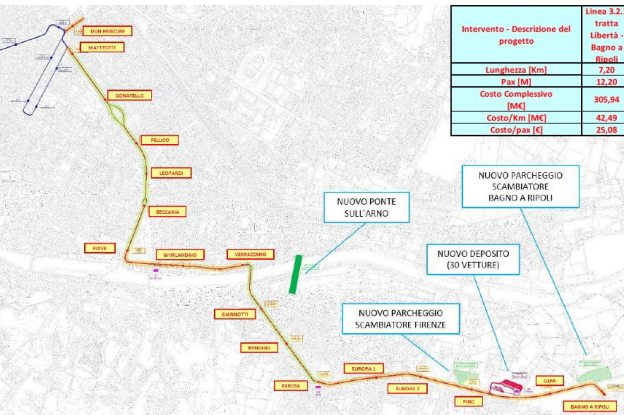 Intervento - Descrizione del
progetto
Linea 3.2.1
tratta
Libertà -
Bagno a
Ripoli
Lunghezza [Km] 7,20
Pax [M] 12,20
Costo Complessivo
[M€]
305,94
Costo/Km [M€] 42,49
Costo/pax [€] 25,08
DON MINZONI
MATTEOTTI
DONATELLO
PELLICO
LEOPARDI
BECCARIA
PIAVE
GHIRLANDAIO
VERRAZZANO
GIANNOTTI
BANDINO
EUROPA 1
EUROPA 2
PINO
OLMI
BAGNO A RIPOLI
NUOVO PONTE
SULL'ARNO
NUOVO PARCHEGGIO
SCAMBIATORE
BAGNO A RIPOLI
NUOVO DEPOSITO
(30 VETTURE)
NUOVO PARCHEGGIO
SCAMBIATORE FIRENZE